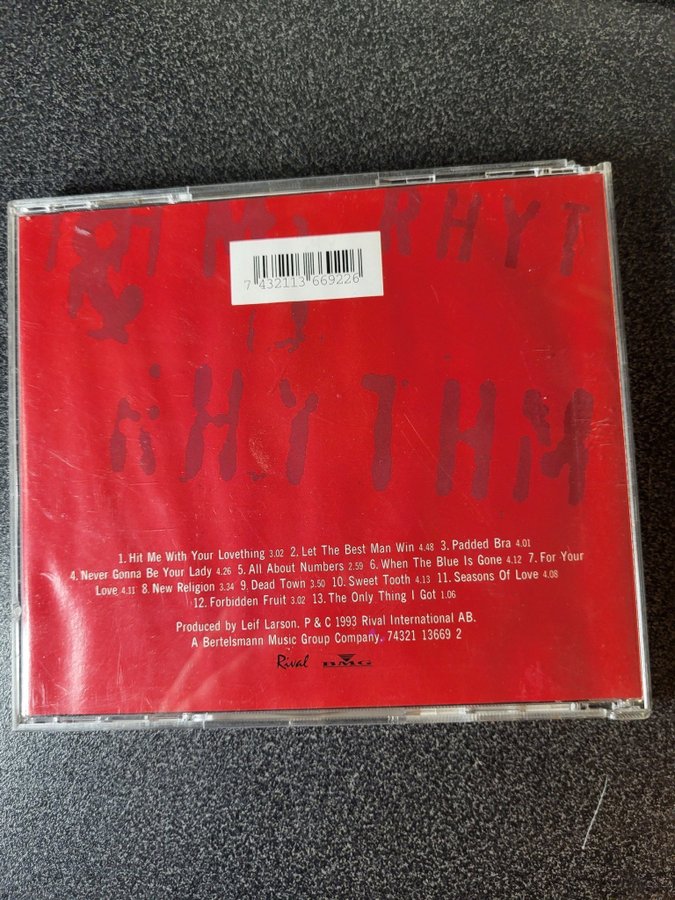 RHYT
7 432113 669226
RHYTHM
1. Hit Me With Your Lovething 3.02 2. Let The Best Man Win 4.48 3. Padded Bra 4.01
4. Never Gonna Be Your Lady 4.26 5. All About Numbers 2.59 6. When The Blue Is Gone 4.12 7. For Your
Love 4.11 8. New Religion 3.34 9. Dead Town 3.50 10. Sweet Tooth 4.13 11. Seasons Of Love 4.08
12. Forbidden Fruit 3.02 13. The Only Thing I Got 1.06
Produced by Leif Larson. P & C 1993 Rival International AB.
A Bertelsmann Music Group Company. 74321 13669 2
Rival BMG